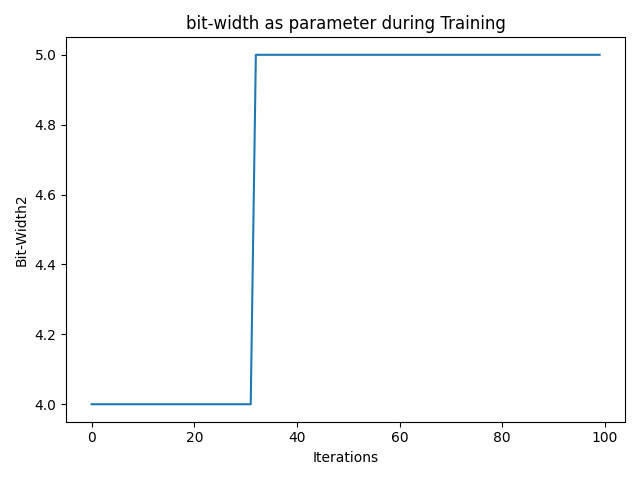 bit-width as parameter during Training
5.0
4.8
4.6
4.4
4.2
4.0
Bit-Width2
0 20 40 60 80 100
Iterations